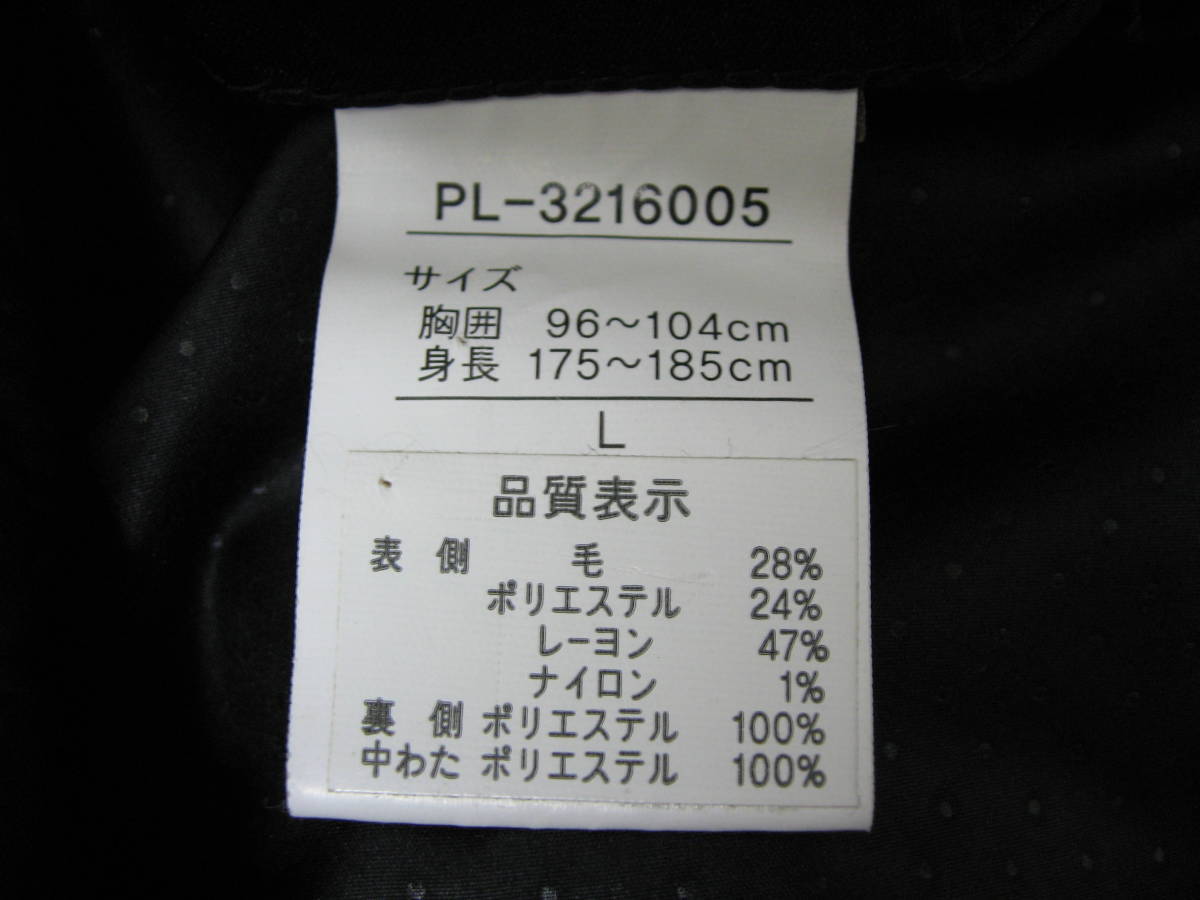 PL-3216005
サイズ
胸囲 96～104cm
身長 175～185cm
L
品質表示
表側 毛 28%
ポリエステル 24%
レーヨン 47%
ナイロン 1%
裏側 ポリエステル 100%
中わた ポリエステル 100%